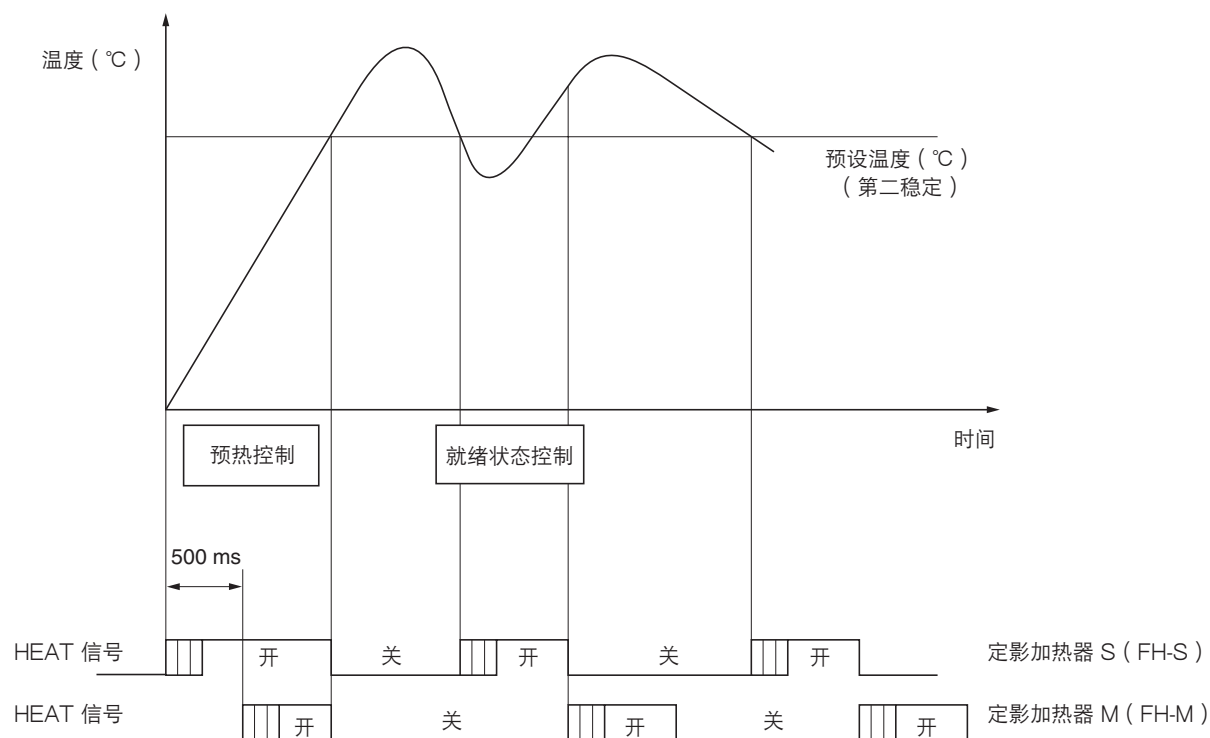 温度（℃）
预设温度（℃）
（第二稳定）
时间
预热控制
就绪状态控制
500 ms
HEAT 信号
开
关
开
关
开
定影加热器 S（FH-S）
HEAT 信号
开
关
开
关
开
定影加热器 M（FH-M）